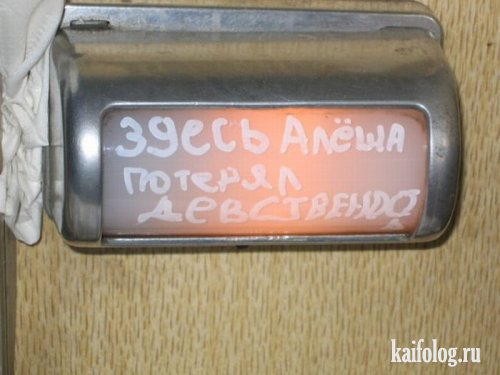 Здесь Алёша
потерял
девственно
kaifolog.ru